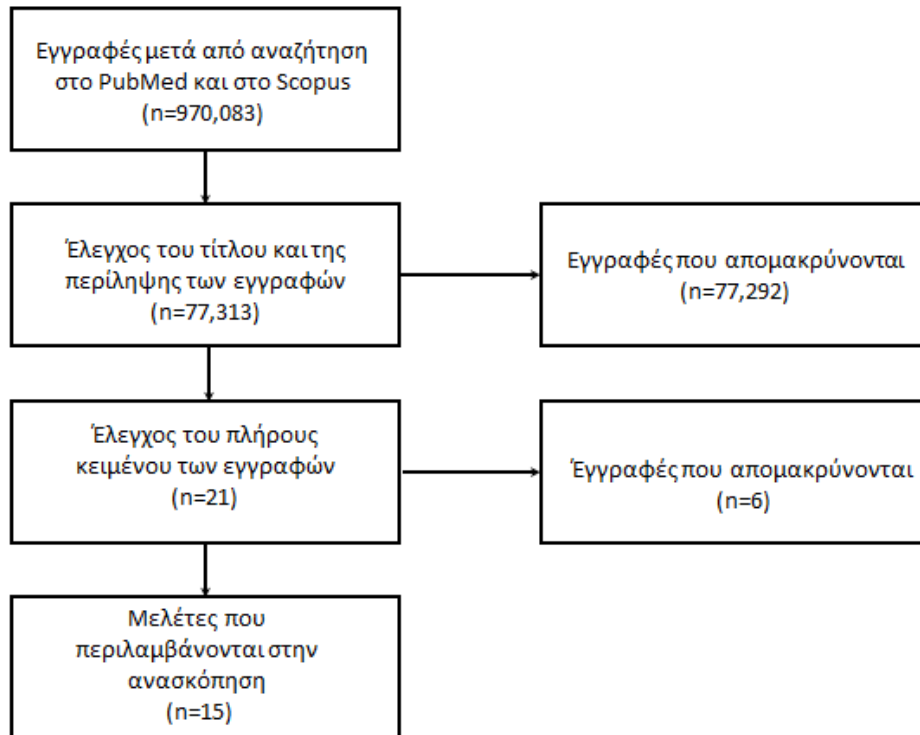 Εγγραφές μετά από αναζήτηση
στο PubMed και στο Scopus
(n=970,083)
Έλεγχος του τίτλου και της
περίληψης των εγγραφών
(n=77,313)
Εγγραφές που απομακρύνονται
(n=77,292)
Έλεγχος του πλήρους
κειμένου των εγγραφών
(n=21)
Έγγραφές που απομακρύνονται
(n=6)
Μελέτες που
περιλαμβάνονται στην
ανασκόπηση
(n=15)